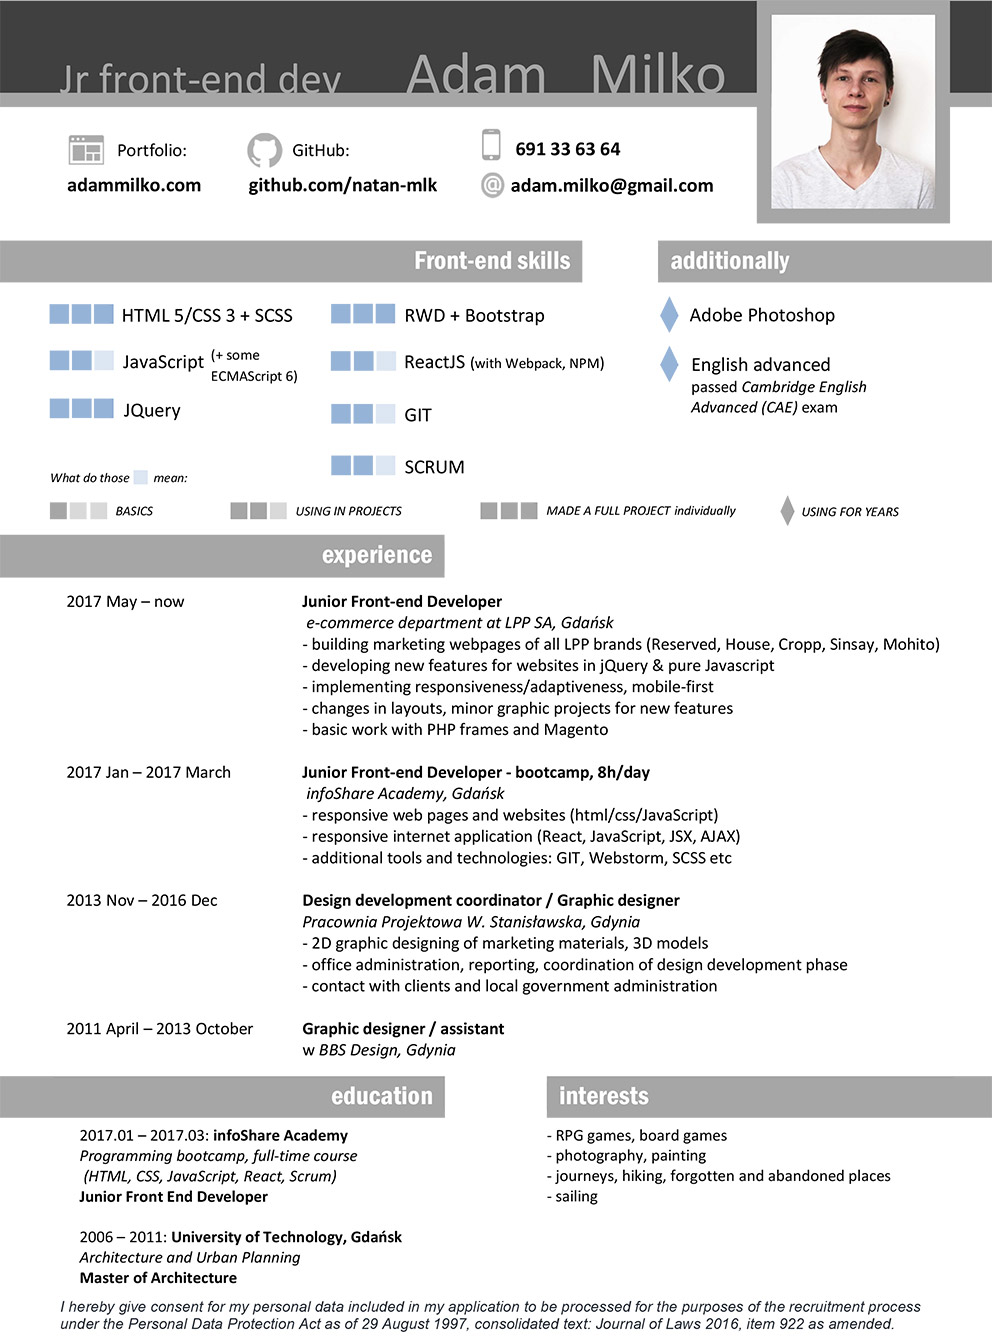 Jr front-end dev Adam Milko
Portfolio:
adammilko.com
GitHub:
github.com/natan-mlk
691 33 63 64
adam.milko@gmail.com
Front-end skills
HTML 5/CSS 3 + SCSS
JavaScript (+ some
ECMAScript 6)
JQuery
RWD + Bootstrap
ReactJS (with Webpack, NPM)
GIT
SCRUM
additionally
Adobe Photoshop
English advanced
passed Cambridge English
Advanced (CAE) exam
What do those mean:
BASICS
USING IN PROJECTS
MADE A FULL PROJECT individually
USING FOR YEARS
experience
2017 May – now
Junior Front-end Developer
e-commerce department at LPP SA, Gdańsk
- building marketing webpages of all LPP brands (Reserved, House, Cropp, Sinsay, Mohito)
- developing new features for websites in jQuery & pure Javascript
- implementing responsiveness/adaptiveness, mobile-first
- changes in layouts, minor graphic projects for new features
- basic work with PHP frames and Magento
2017 Jan – 2017 March
Junior Front-end Developer - bootcamp, 8h/day
infoShare Academy, Gdańsk
- responsive web pages and websites (html/css/JavaScript)
- responsive internet application (React, JavaScript, JSX, AJAX)
- additional tools and technologies: GIT, Webstorm, SCSS etc
2013 Nov – 2016 Dec
Design development coordinator / Graphic designer
Pracownia Projektowa W. Stanisławska, Gdynia
- 2D graphic designing of marketing materials, 3D models
- office administration, reporting, coordination of design development phase
- contact with clients and local government administration
2011 April – 2013 October
Graphic designer / assistant
w BBS Design, Gdynia
education
2017.01 – 2017.03: infoShare Academy
Programming bootcamp, full-time course
(HTML, CSS, JavaScript, React, Scrum)
Junior Front End Developer
2006 – 2011: University of Technology, Gdańsk
Architecture and Urban Planning
Master of Architecture
interests
- RPG games, board games
- photography, painting
- journeys, hiking, forgotten and abandoned places
- sailing
I hereby give consent for my personal data included in my application to be processed for the purposes of the recruitment process
under the Personal Data Protection Act as of 29 August 1997, consolidated text: Journal of Laws 2016, item 922 as amended.